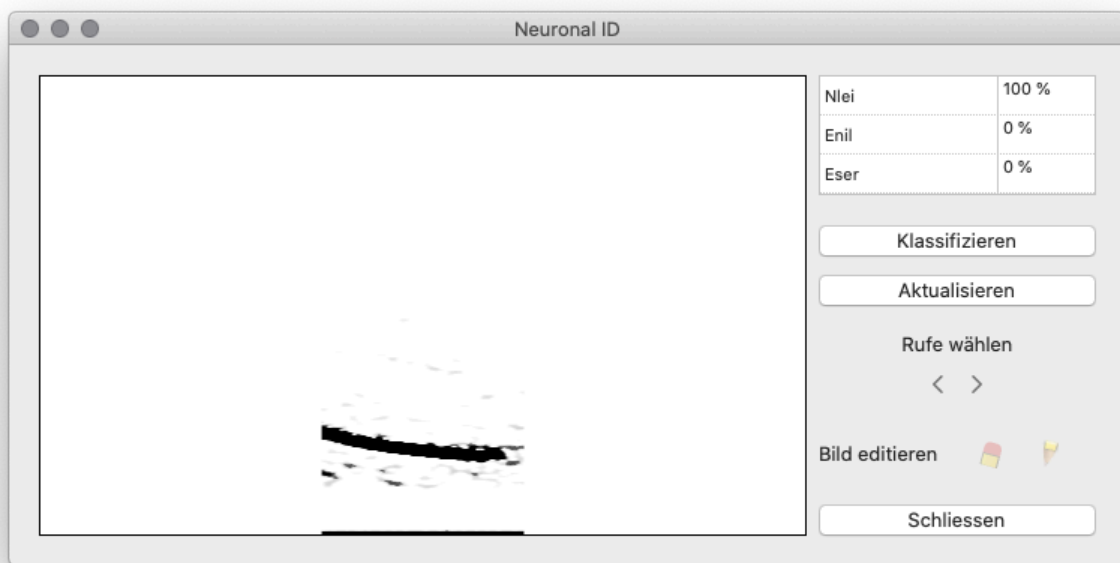 Neuronal ID
Nlei 100 %
Enil 0 %
Eser 0 %
Klassifizieren
Aktualisieren
Rufe wählen
Bild editieren
Schliessen